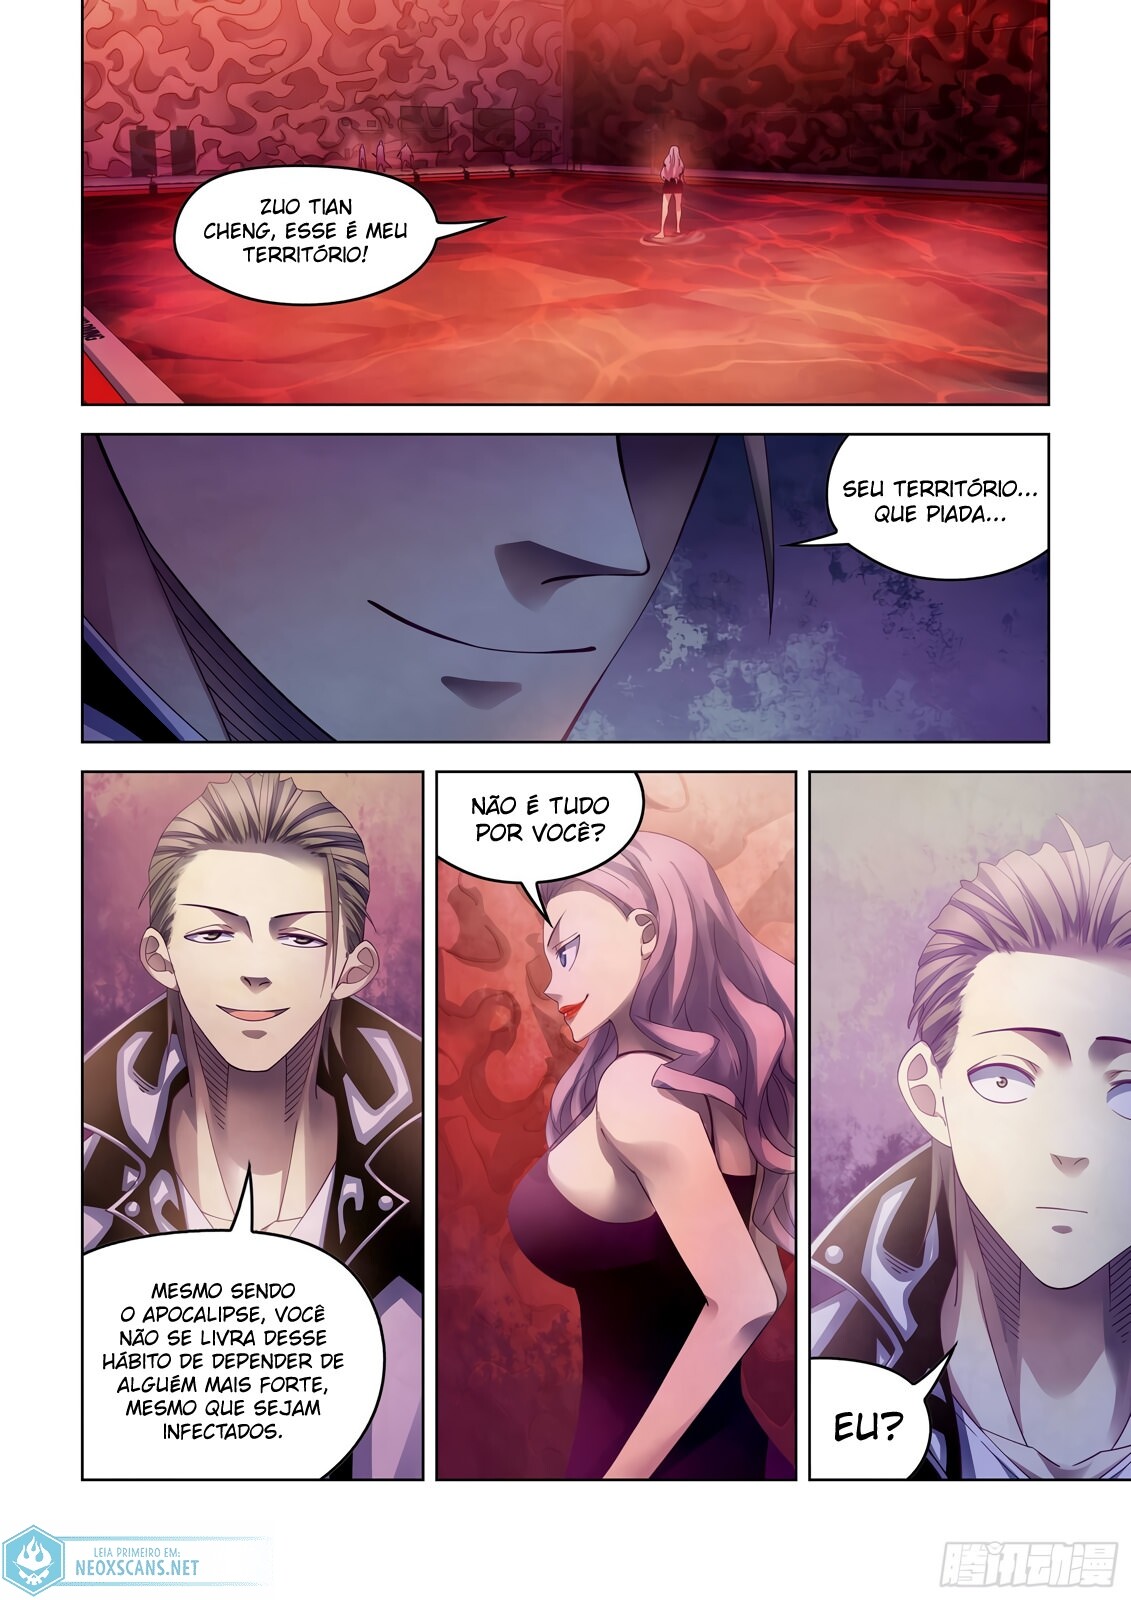 ZUO TIAN
CHENG, ESSE É MEU
TERRITÓRIO!
SEU TERRITÓRIO...
QUE PIADA...
MESMO SENDO
O APOCALIPSE, VOCÊ
NÃO SE LIVRA DESSE
HÁBITO DE DEPENDER DE
ALGUÉM MAIS FORTE,
MESMO QUE SEJAM
INFECTADOS.
NÃO É TUDO
POR VOCÊ?
EU?
LEIA PRIMEIRO EM:
NEOXSCANS.NET
腾讯动漫